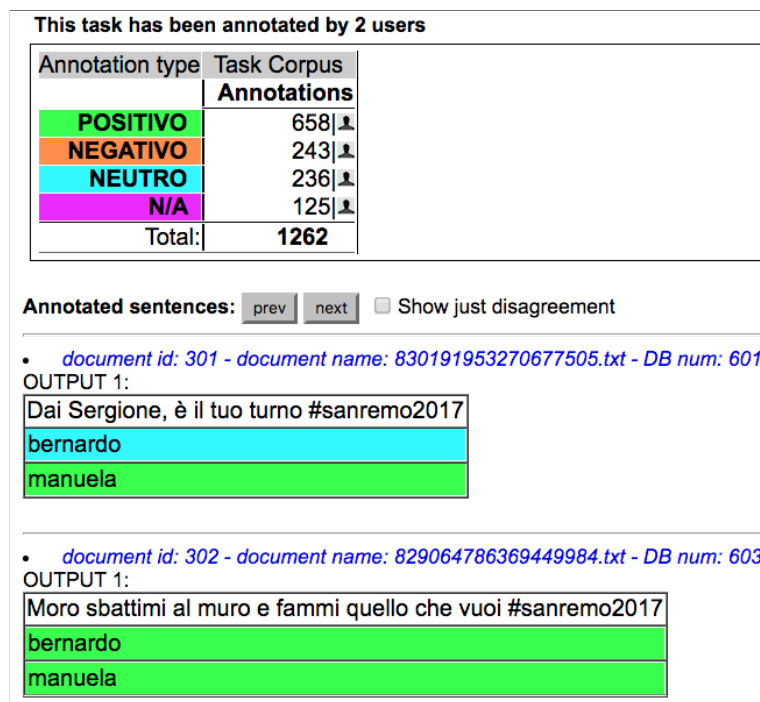 This task has been annotated by 2 users
Annotation type Task Corpus
Annotations
POSITIVO 658|
NEGATIVO 243|
NEUTRO 236|
N/A 125|
Total: 1262
Annotated sentences: prev next Show just disagreement
• document id: 301 - document name: 830191953270677505.txt - DB num: 601
OUTPUT 1:
Dai Sergione, è il tuo turno #sanremo2017
bernardo
manuela
• document id: 302 - document name: 829064786369449984.txt - DB num: 603
OUTPUT 1:
Moro sbattimi al muro e fammi quello che vuoi #sanremo2017
bernardo
manuela